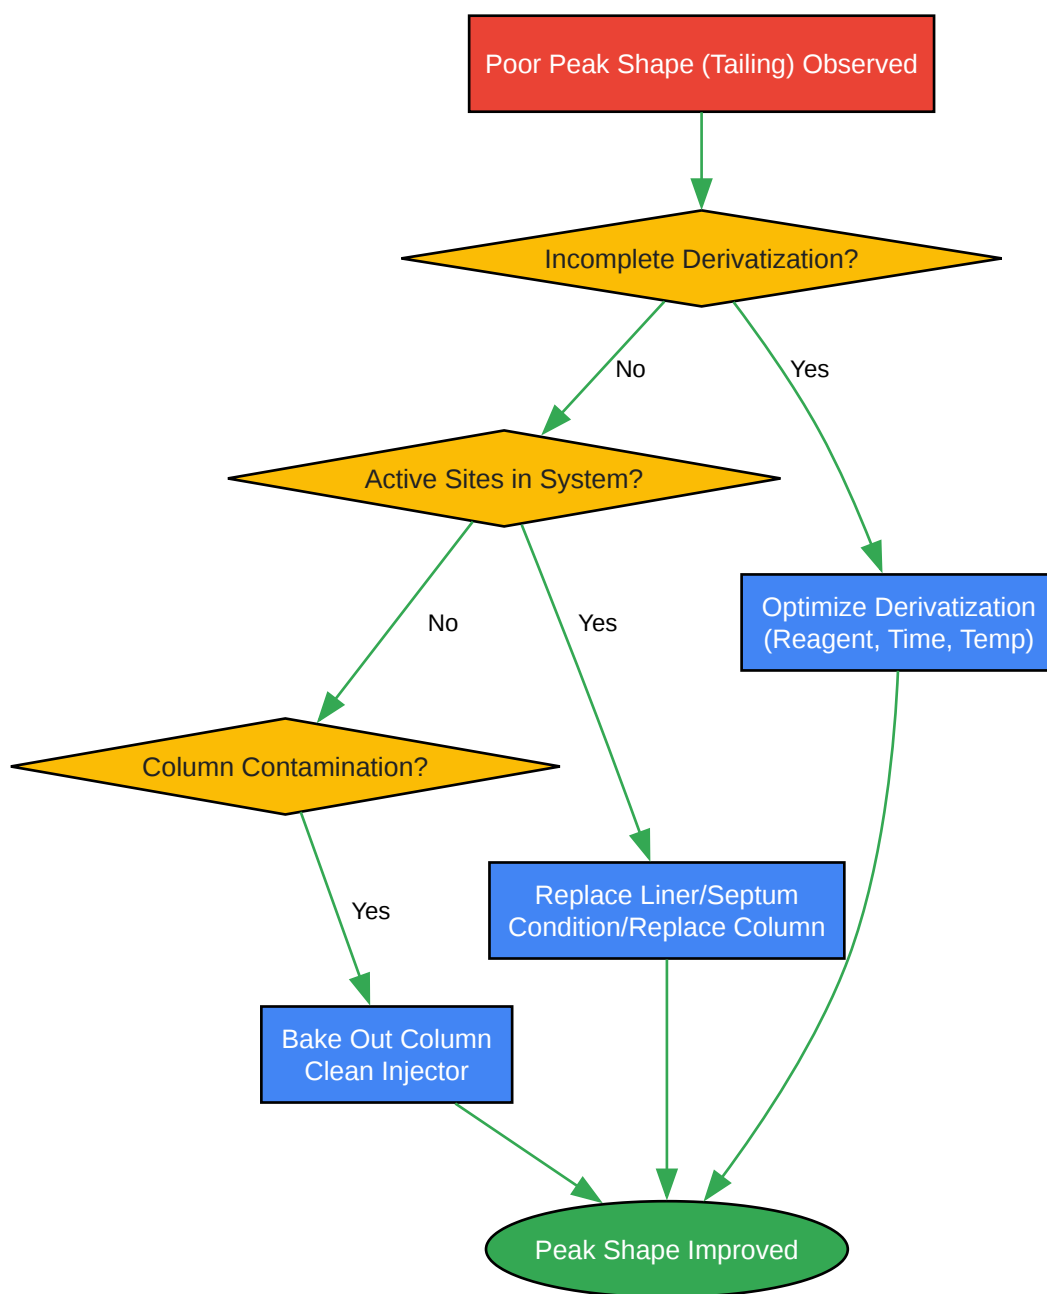 Poor Peak Shape (Tailing) Observed
Incomplete Derivatization?
No
Yes
Active Sites in System?
No
Yes
Optimize Derivatization
(Reagent, Time, Temp)
Column Contamination?
Yes
Replace Liner/Septum
Condition/Replace Column
Bake Out Column
Clean Injector
Peak Shape Improved